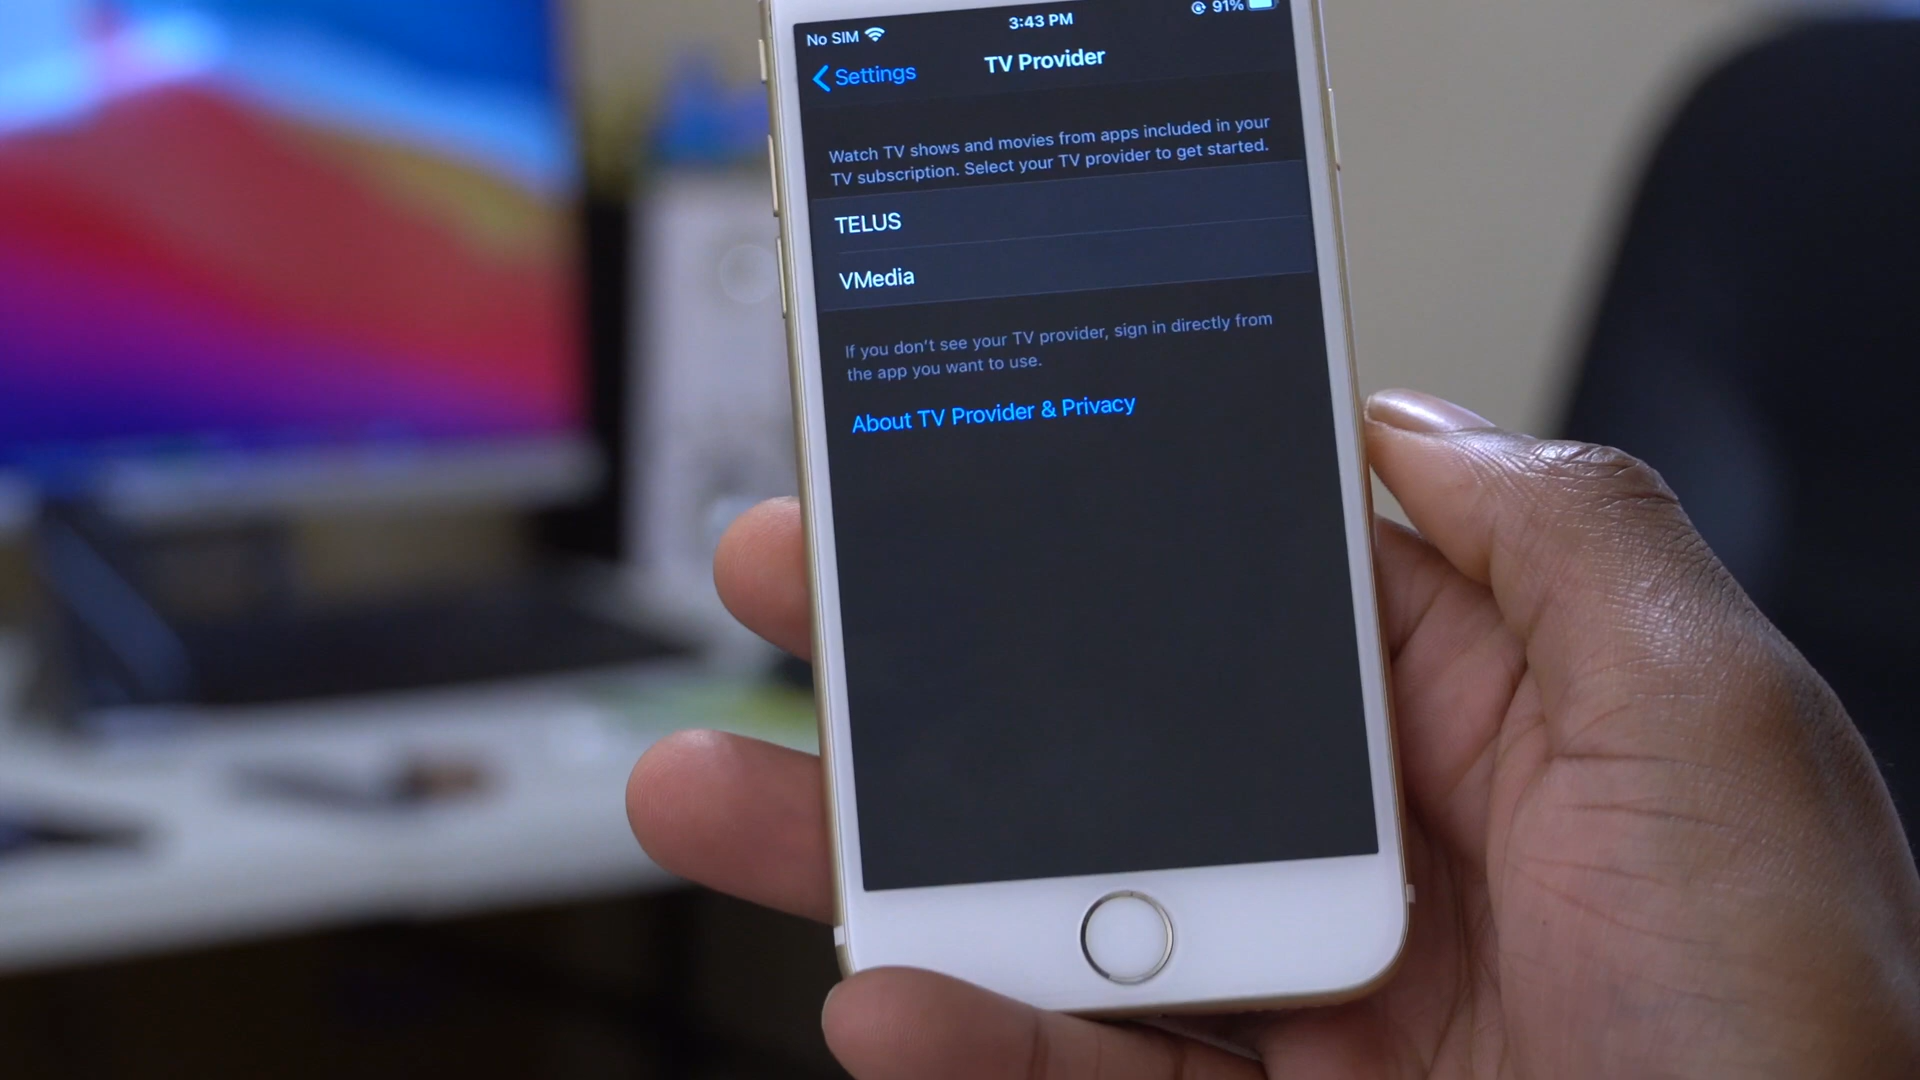 No SIM 3:43 PM 91%
Settings TV Provider
Watch TV shows and movies from apps included in your
TV subscription. Select your TV provider to get started.
TELUS
VMedia
If you don't see your TV provider, sign in directly from
the app you want to use.
About TV Provider & Privacy